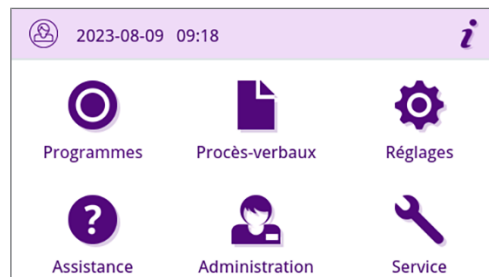 2023-08-09 09:18
Programmes Procès-verbaux Réglages
Assistance Administration Service